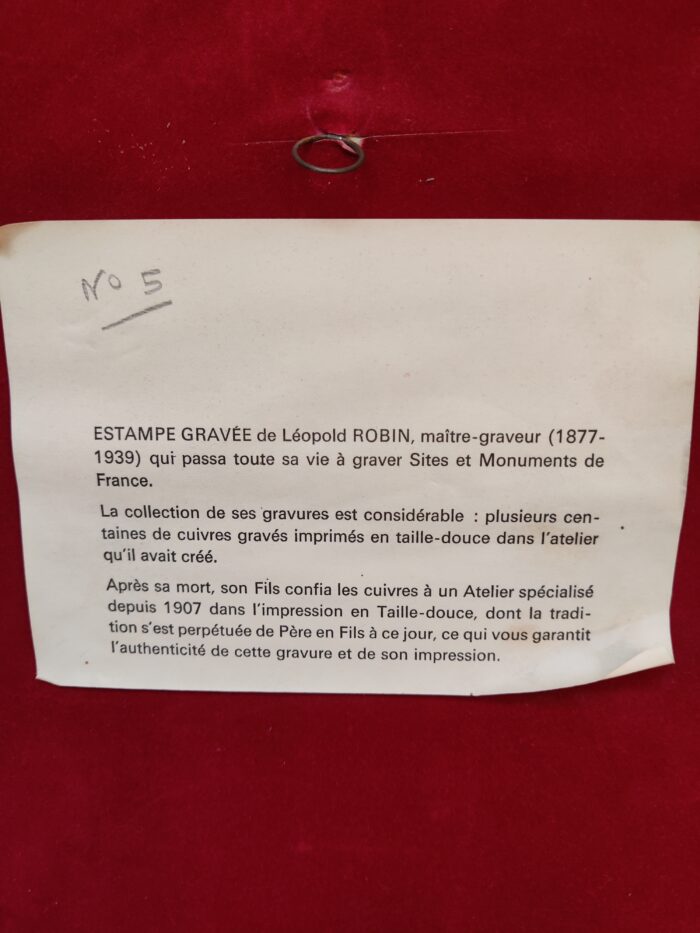 No 5
ESTAMPE GRAVÉE de Léopold ROBIN, maître-graveur (1877-
1939) qui passa toute sa vie à graver Sites et Monuments de
France.
La collection de ses gravures est considérable : plusieurs cen-
taines de cuivres gravés imprimés en taille-douce dans l'atelier
qu'il avait créé.
Après sa mort, son Fils confia les cuivres à un Atelier spécialisé
depuis 1907 dans l'impression en Taille-douce, dont la tradi-
tion s'est perpétuée de Père en Fils à ce jour, ce qui vous garantit
l'authenticité de cette gravure et de son impression.